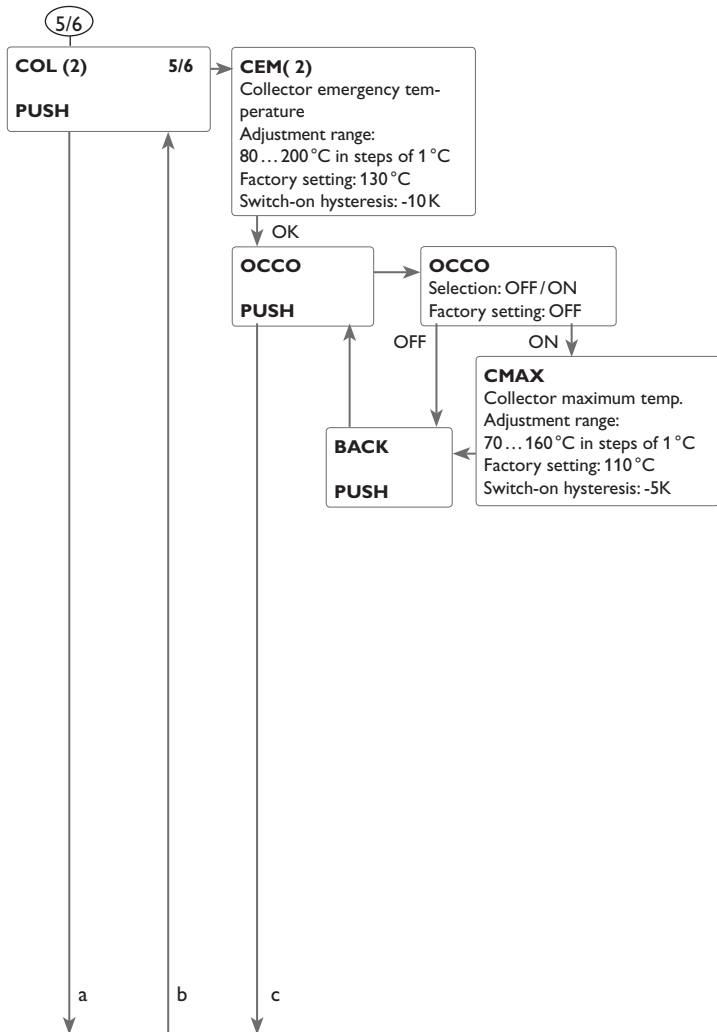 5/6
COL (2) 5/6
PUSH
CEM( 2)
Collector emergency tem-
perature
Adjustment range:
80…200 °C in steps of 1 °C
Factory setting: 130 °C
Switch-on hysteresis: -10 K
OK
OCCO
PUSH
OCCO
Selection: OFF / ON
Factory setting: OFF
OFF
ON
CMAX
Collector maximum temp.
Adjustment range:
70…160 °C in steps of 1 °C
Factory setting: 110 °C
Switch-on hysteresis: -5K
BACK
PUSH
a
b
c